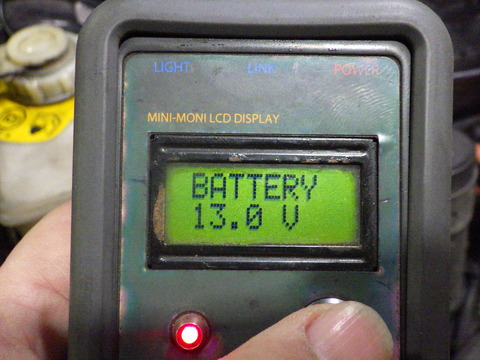 LIGHT LINK POWER
MINI-MONI LCD DISPLAY
BATTERY
13.0 V